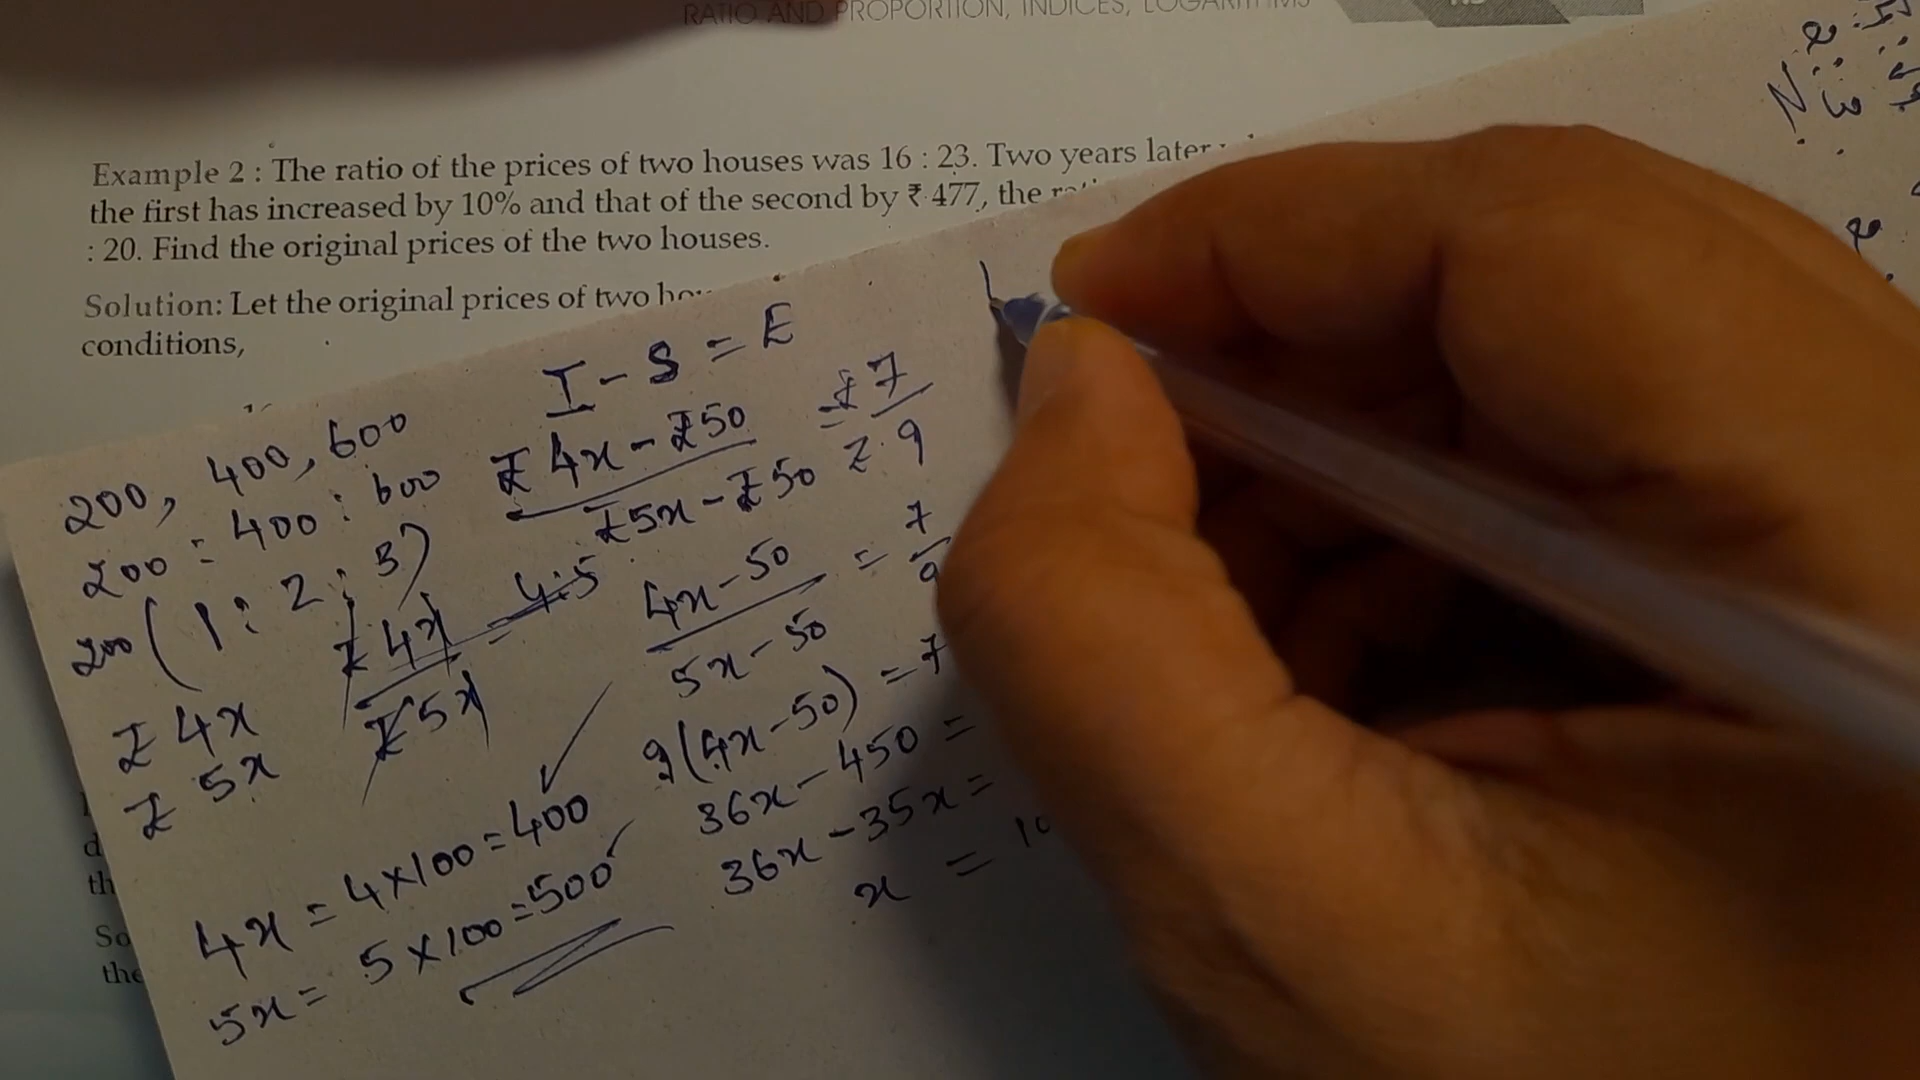 RATIO AND PROPORTION, INDICES, LOGARITHMS
Example 2 : The ratio of the prices of two houses was 16 : 23. Two years later
the first has increased by 10% and that of the second by ₹ 477, the
: 20. Find the original prices of the two houses.
Solution: Let the original prices of two
conditions,
I - S = E
200, 400, 600
200 : 400 : 600
200 ( 1 : 2 : 3 )
₹ 4x
₹ 5x
₹ 4x
₹ 5x
= 4:5
₹ 4x - ₹ 50
₹ 5x - ₹ 50
= ₹ 7
₹ 9
4x - 50
5x - 50
= 7
9
9(4x - 50) = 7
36x - 450 =
36x - 35x =
x =
4x = 4 × 100 = 400
5x = 5 × 100 = 500
So
the
2 : 3